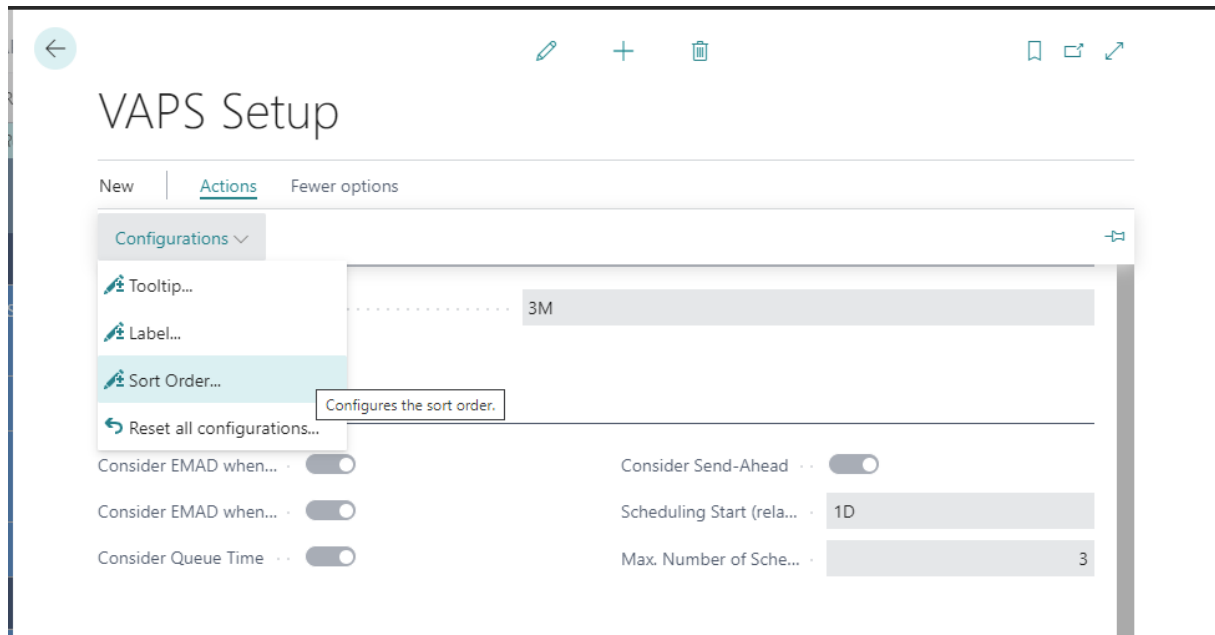 VAPS Setup
New Actions Fewer options
Configurations
Tooltip...
Label...
3M
Sort Order...
Configures the sort order.
Reset all configurations...
Consider EMAD when... Consider Send-Ahead
Consider EMAD when... Scheduling Start (rela... 1D
Consider Queue Time Max. Number of Sche... 3